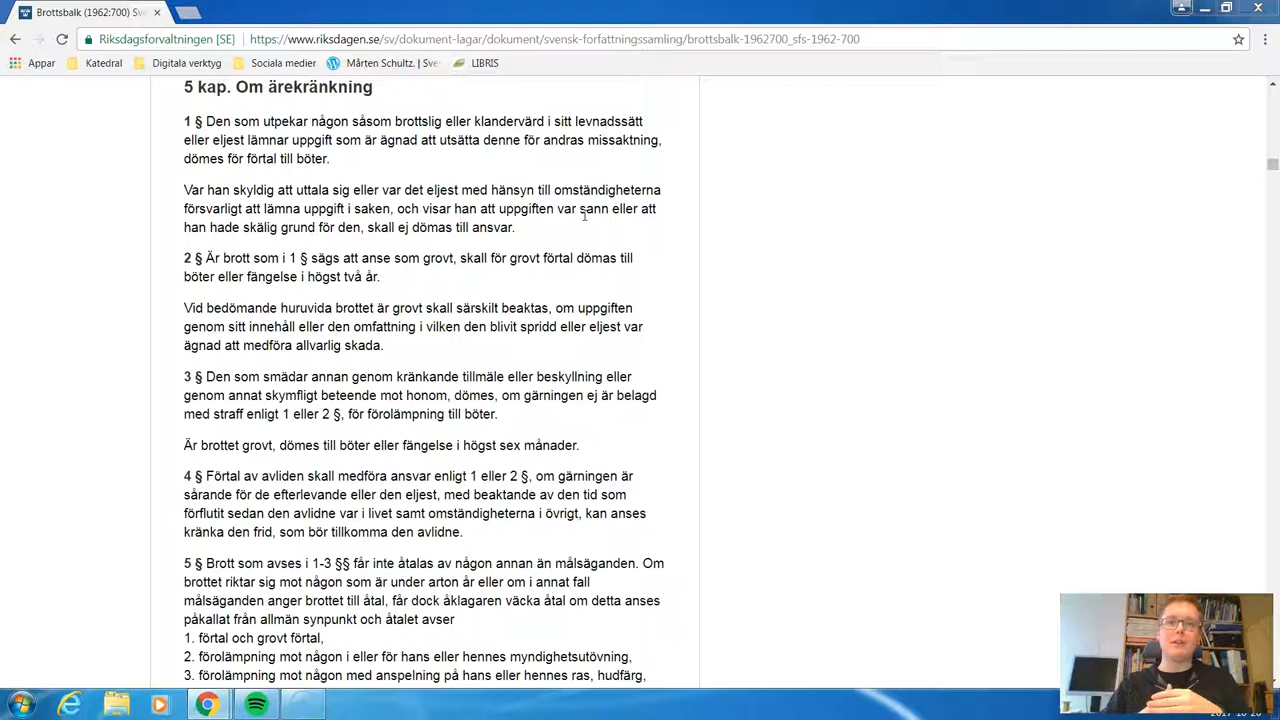 Brottsbalk (1962:700) Sv
Riksdagsforvaltningen [SE] https://www.riksdagen.se/sv/dokument-lagar/dokument/svensk-forfattningssamling/brottsbalk-1962700_sfs-1962-700
Appar Katedral Digitala verktyg Sociala medier Mårten Schultz. | Sve LIBRIS
5 kap. Om ärekränkning
1 § Den som utpekar någon såsom brottslig eller klandervärd i sitt levnadssätt
eller eljest lämnar uppgift som är ägnad att utsätta denne för andras missaktning,
dömes för förtal till böter.
Var han skyldig att uttala sig eller var det eljest med hänsyn till omständigheterna
försvarligt att lämna uppgift i saken, och visar han att uppgiften var sann eller att
han hade skälig grund för den, skall ej dömas till ansvar.
2 § Är brott som i 1 § sägs att anse som grovt, skall för grovt förtal dömas till
böter eller fängelse i högst två år.
Vid bedömande huruvida brottet är grovt skall särskilt beaktas, om uppgiften
genom sitt innehåll eller den omfattning i vilken den blivit spridd eller eljest var
ägnad att medföra allvarlig skada.
3 § Den som smädar annan genom kränkande tillmäle eller beskyllning eller
genom annat skymfligt beteende mot honom, dömes, om gärningen ej är belagd
med straff enligt 1 eller 2 §, för förolämpning till böter.
Är brottet grovt, dömes till böter eller fängelse i högst sex månader.
4 § Förtal av avliden skall medföra ansvar enligt 1 eller 2 §, om gärningen är
sårande för de efterlevande eller den eljest, med beaktande av den tid som
förflutit sedan den avlidne var i livet samt omständigheterna i övrigt, kan anses
kränka den frid, som bör tillkomma den avlidne.
5 § Brott som avses i 1-3 §§ får inte åtalas av någon annan än målsäganden. Om
brottet riktar sig mot någon som är under arton år eller om i annat fall
målsäganden anger brottet till åtal, får dock åklagaren väcka åtal om detta anses
påkallat från allmän synpunkt och åtalet avser
1. förtal och grovt förtal,
2. förolämpning mot någon i eller för hans eller hennes myndighetsutövning,
3. förolämpning mot någon med anspelning på hans eller hennes ras, hudfärg,